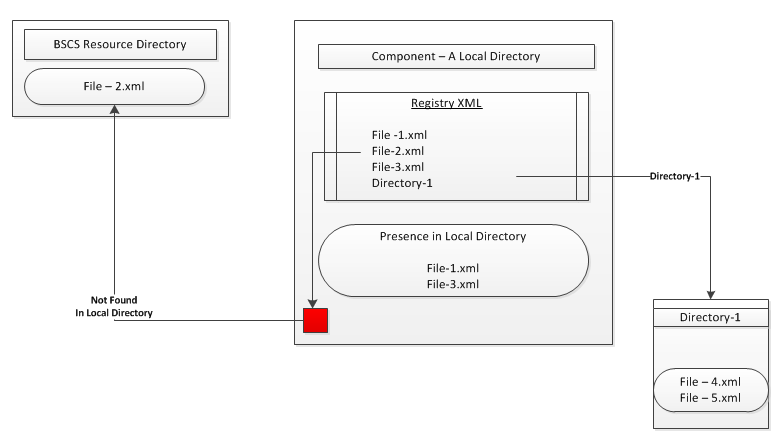 BSCS Resource Directory
File – 2.xml
Component – A Local Directory
Registry XML
File -1.xml
File-2.xml
File-3.xml
Directory-1
Directory-1
Presence in Local Directory
File-1.xml
File-3.xml
Not Found
In Local Directory
Directory-1
File – 4.xml
File – 5.xml